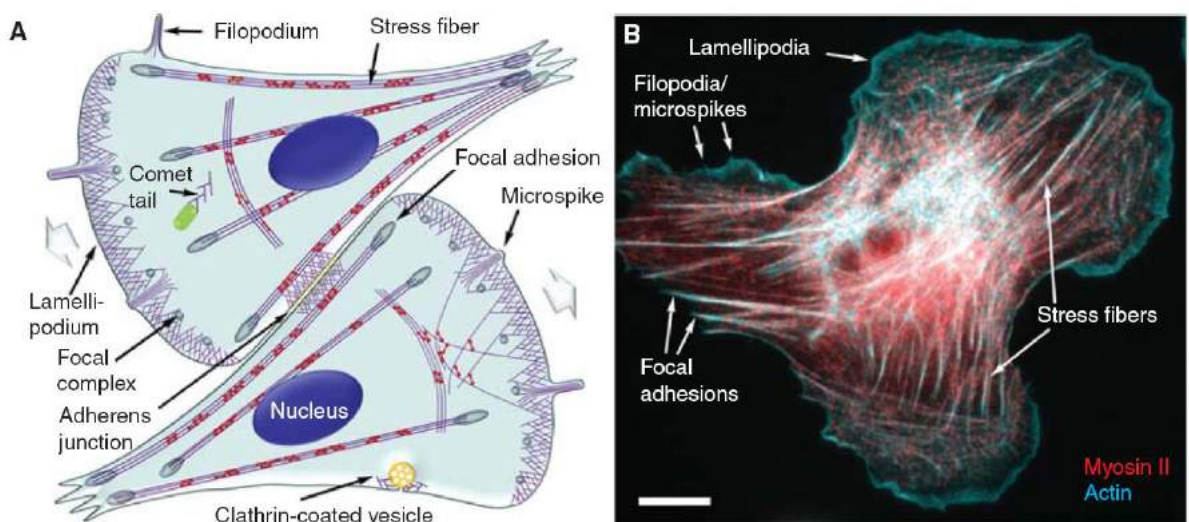 A
Filopodium
Stress fiber
Comet
tail
Focal adhesion
Microspike
Lamelli-
podium
Focal
complex
Adherens
junction
Nucleus
Clathrin-coated vesicle
B
Lamellipodia
Filopodia/
microspikes
Stress fibers
Focal
adhesions
Myosin II
Actin